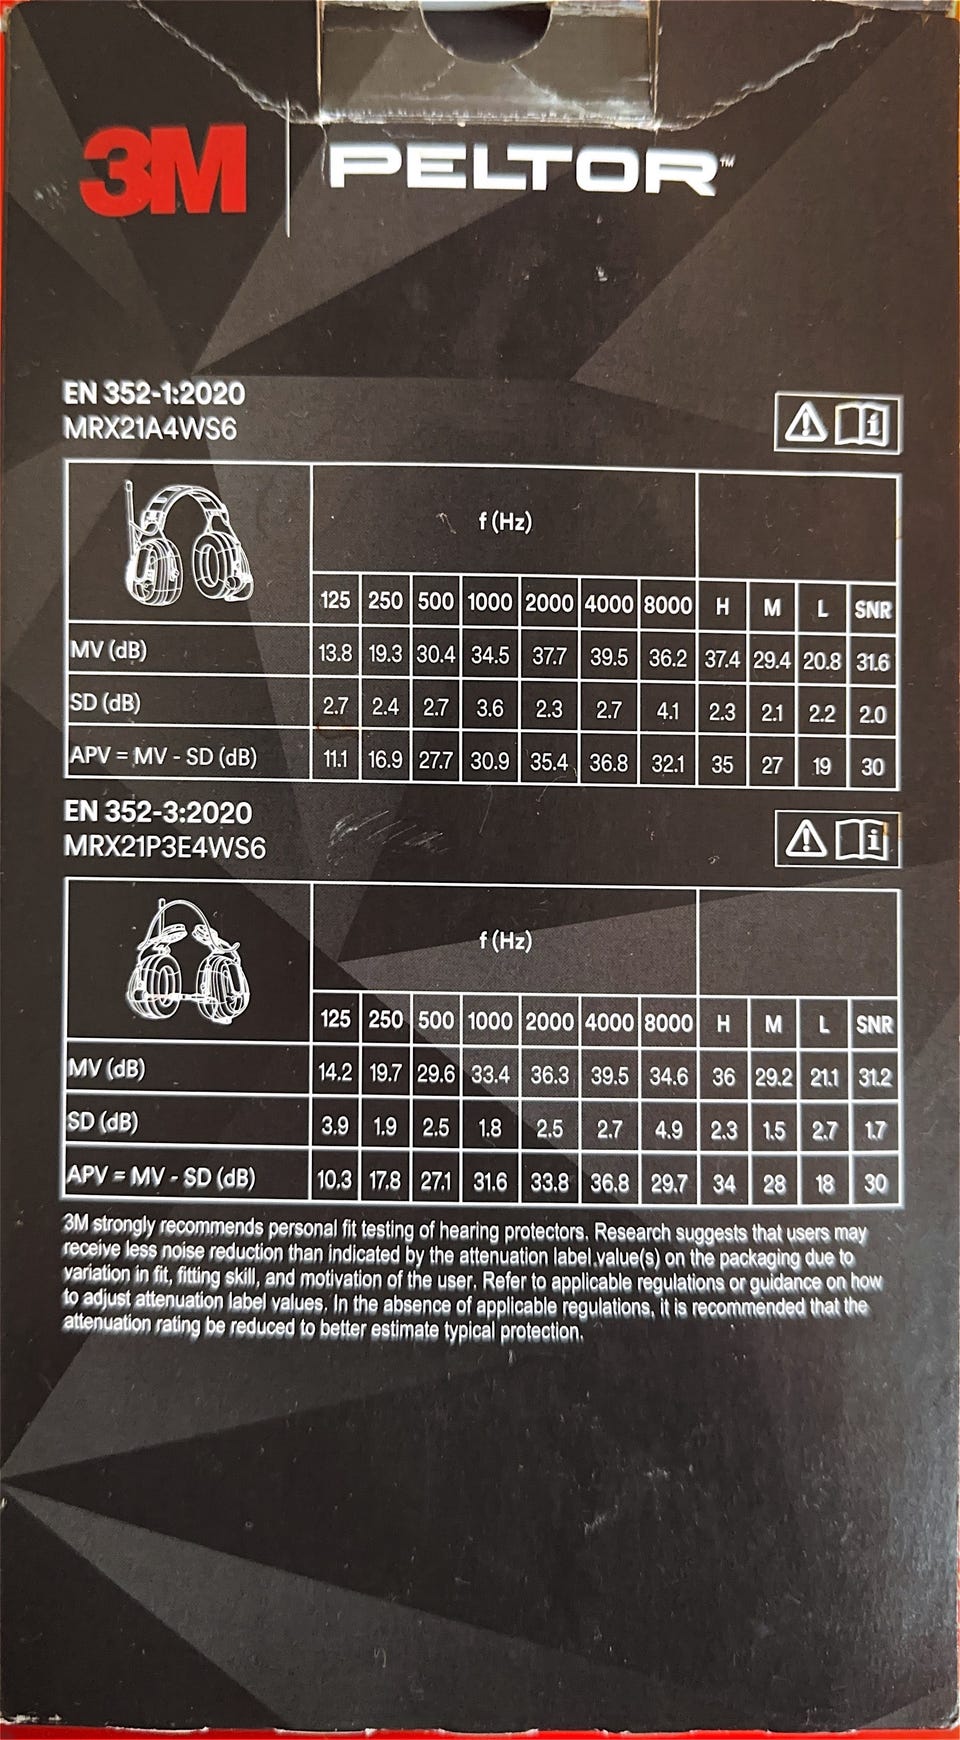 3M PELTOR™
EN 352-1:2020
MRX21A4WS6
f (Hz)
125 250 500 1000 2000 4000 8000 H M L SNR
MV (dB) 13.8 19.3 30.4 34.5 37.7 39.5 36.2 37.4 29.4 20.8 31.6
SD (dB) 2.7 2.4 2.7 3.6 2.3 2.7 4.1 2.3 2.1 2.2 2.0
APV = MV - SD (dB) 11.1 16.9 27.7 30.9 35.4 36.8 32.1 35 27 19 30
EN 352-3:2020
MRX21P3E4WS6
f (Hz)
125 250 500 1000 2000 4000 8000 H M L SNR
MV (dB) 14.2 19.7 29.6 33.4 36.3 39.5 34.6 36 29.2 21.1 31.2
SD (dB) 3.9 1.9 2.5 1.8 2.5 2.7 4.9 2.3 1.5 2.7 1.7
APV = MV - SD (dB) 10.3 17.8 27.1 31.6 33.8 36.8 29.7 34 28 18 30
3M strongly recommends personal fit testing of hearing protectors. Research suggests that users may
receive less noise reduction than indicated by the attenuation label value(s) on the packaging due to
variation in fit, fitting skill, and motivation of the user. Refer to applicable regulations or guidance on how
to adjust attenuation label values. In the absence of applicable regulations, it is recommended that the
attenuation rating be reduced to better estimate typical protection.